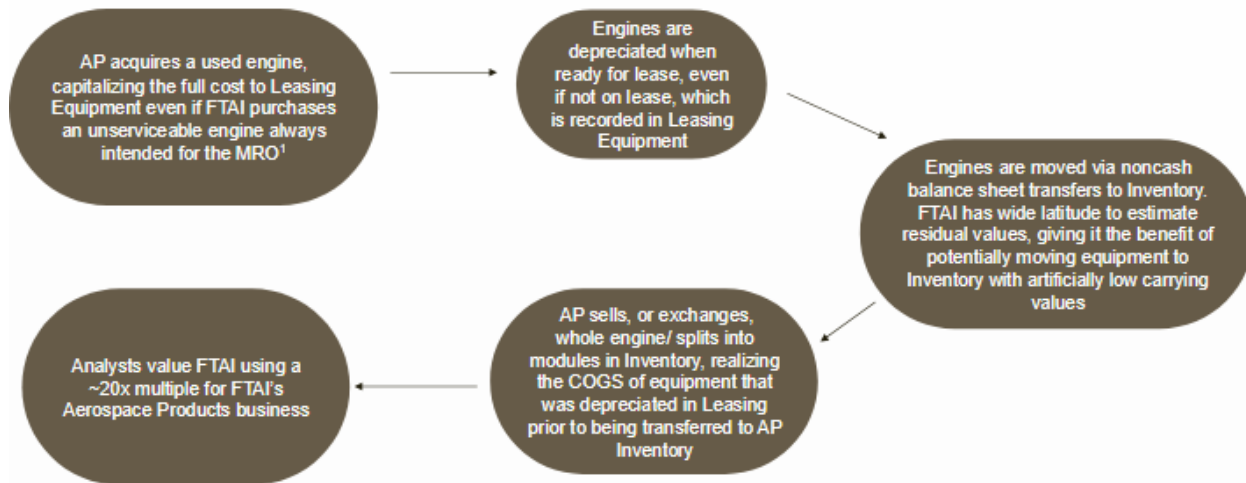 AP acquires a used engine,
capitalizing the full cost to Leasing
Equipment even if FTAI purchases
an unserviceable engine always
intended for the MRO¹
Engines are
depreciated when
ready for lease, even
if not on lease, which
is recorded in Leasing
Equipment
Engines are moved via noncash
balance sheet transfers to Inventory.
FTAI has wide latitude to estimate
residual values, giving it the benefit of
potentially moving equipment to
Inventory with artificially low carrying
values
AP sells, or exchanges,
whole engine/ splits into
modules in Inventory, realizing
the COGS of equipment that
was depreciated in Leasing
prior to being transferred to AP
Inventory
Analysts value FTAI using a
~20x multiple for FTAI's
Aerospace Products business